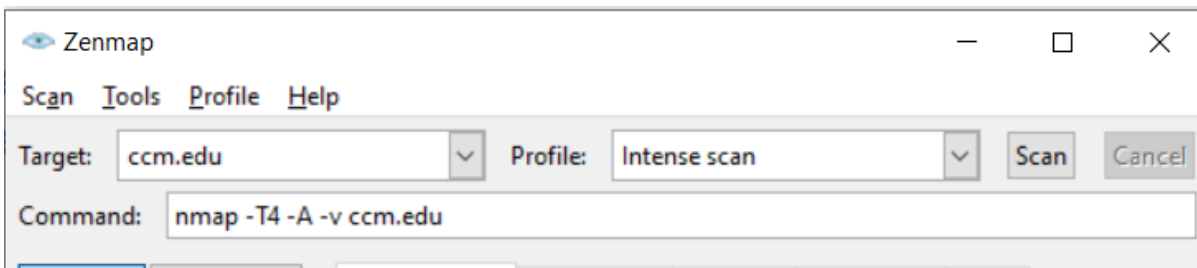 Zenmap
Scan Tools Profile Help
Target: ccm.edu Profile: Intense scan Scan Cancel
Command: nmap -T4 -A -v ccm.edu